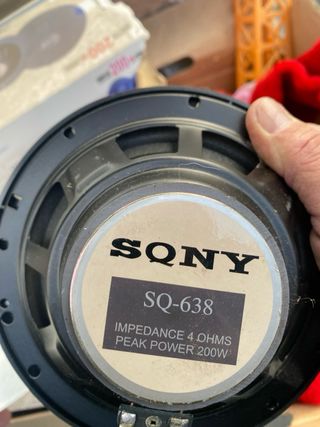 SQNY
SQ-638
IMPEDANCE 4 OHMS
PEAK POWER 200W